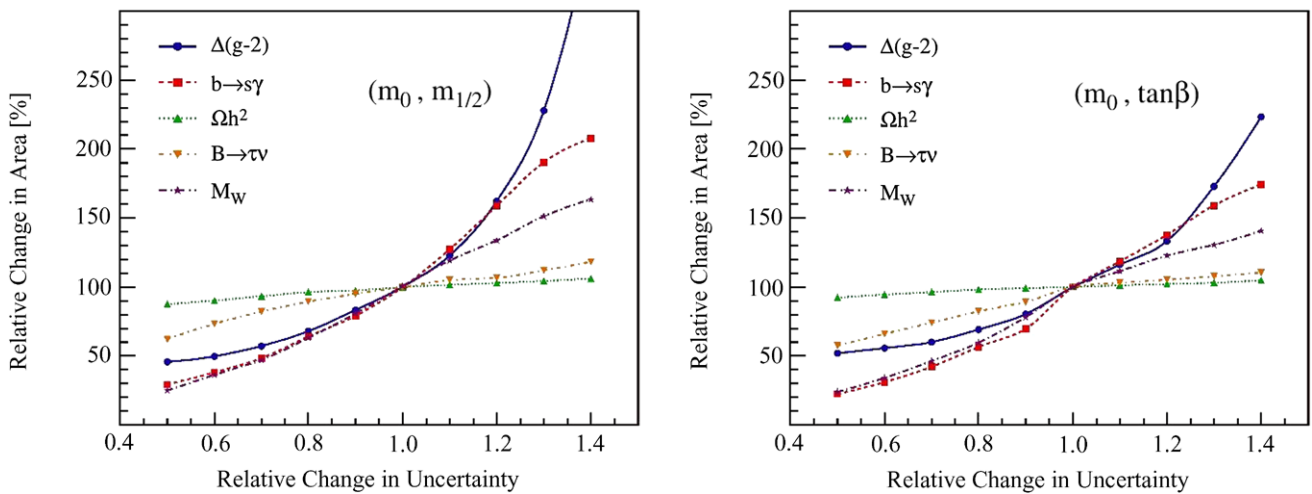 Δ(g-2)
b→sγ
Ωh²
B→τν
M_W
(m₀ , m₁/₂)
250
200
150
100
50
0.4 0.6 0.8 1.0 1.2 1.4
Relative Change in Uncertainty
Relative Change in Area [%]
Δ(g-2)
b→sγ
Ωh²
B→τν
M_W
(m₀ , tanβ)
250
200
150
100
50
0.4 0.6 0.8 1.0 1.2 1.4
Relative Change in Uncertainty
Relative Change in Area [%]